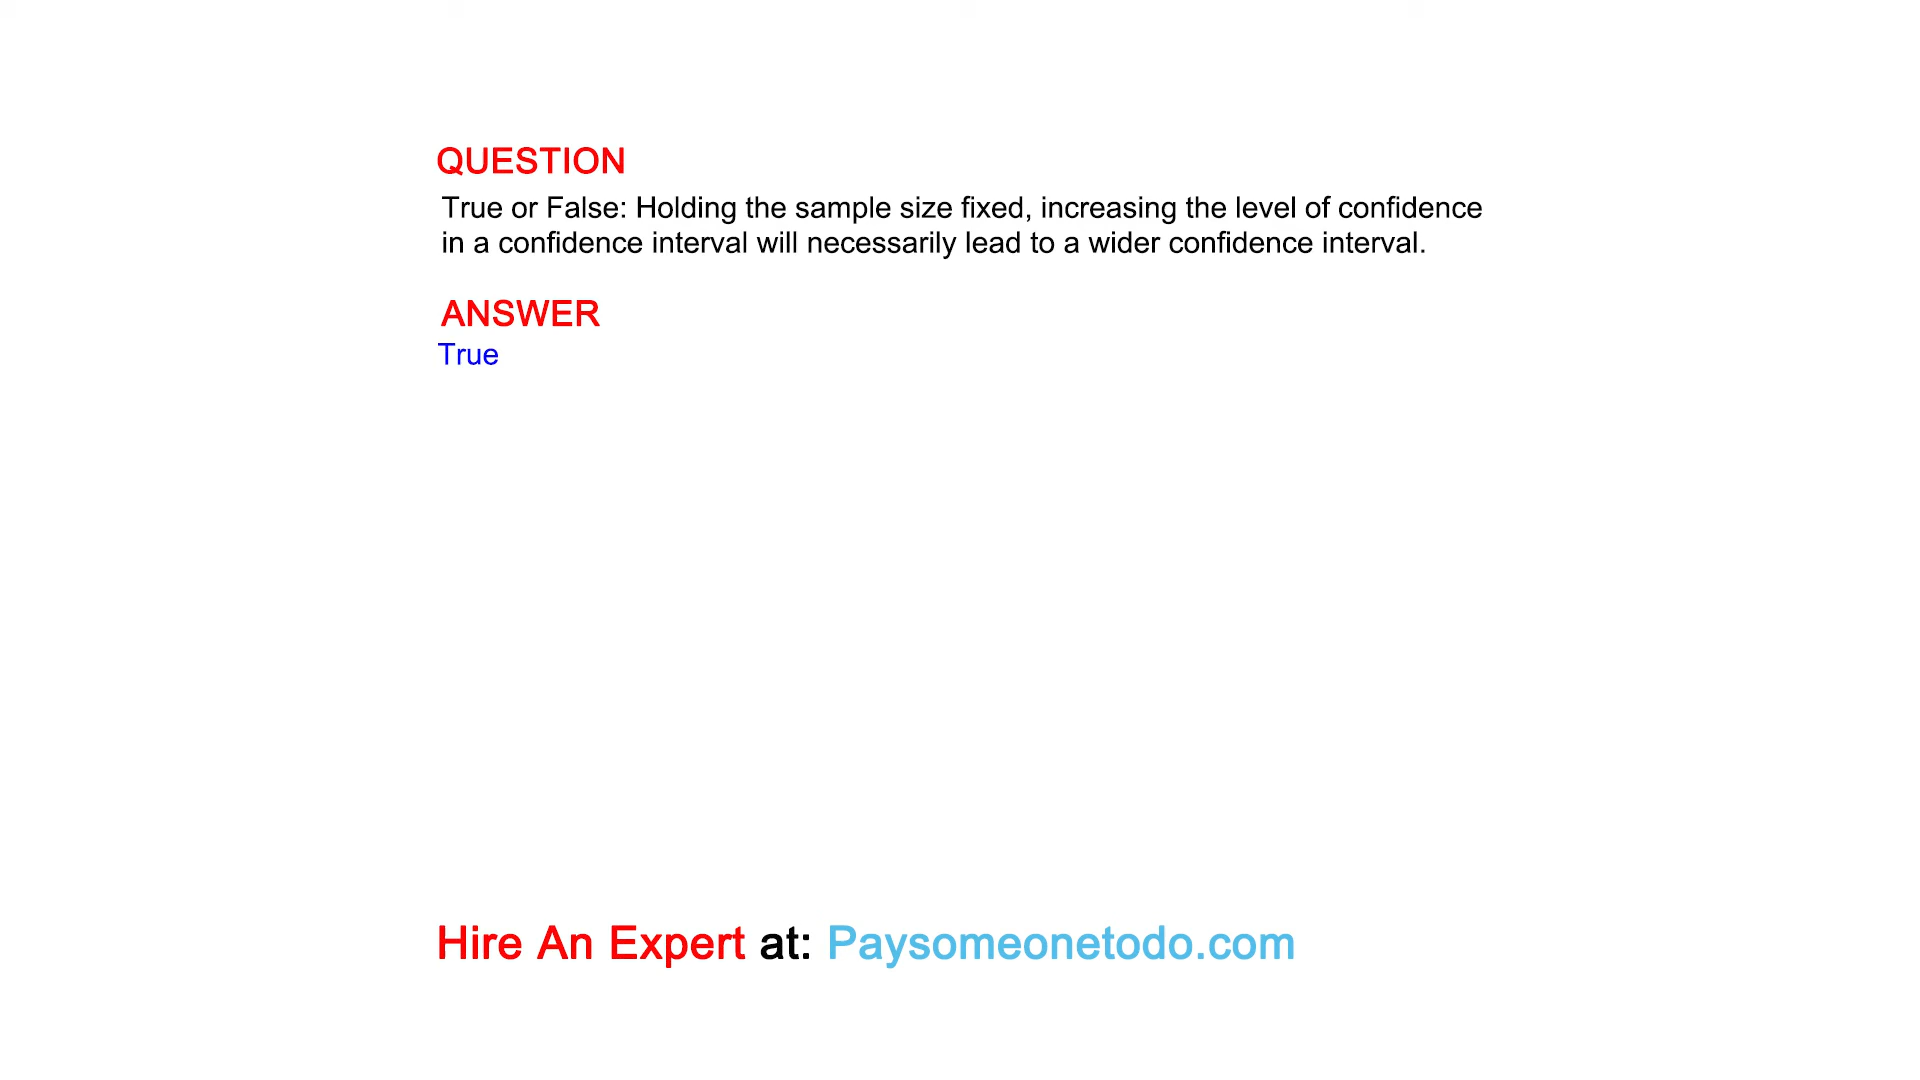 QUESTION
True or False: Holding the sample size fixed, increasing the level of confidence
in a confidence interval will necessarily lead to a wider confidence interval.
ANSWER
True
Hire An Expert at: Paysomeonetodo.com